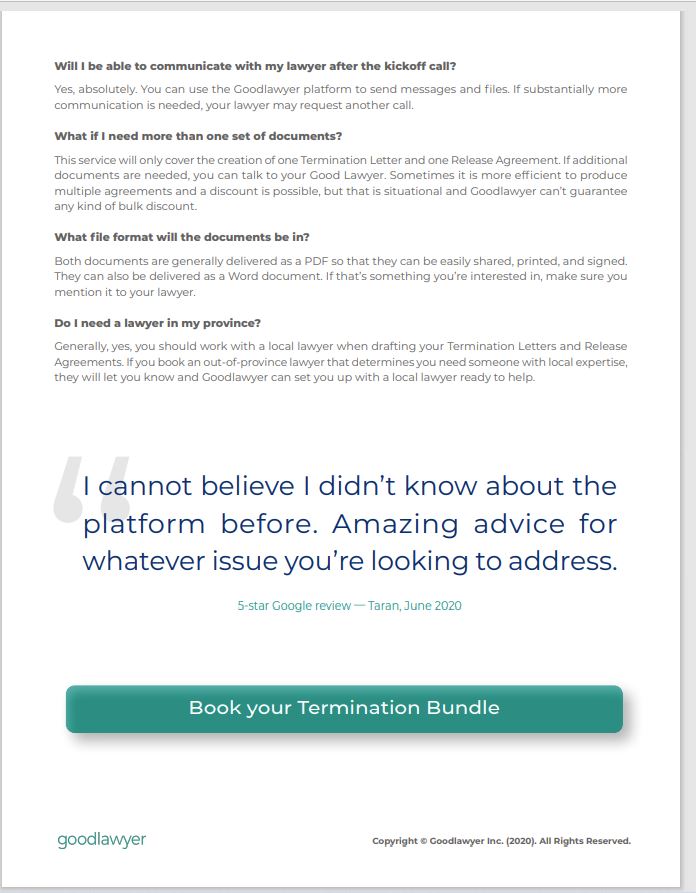 Will I be able to communicate with my lawyer after the kickoff call?
Yes, absolutely. You can use the Goodlawyer platform to send messages and files. If substantially more
communication is needed, your lawyer may request another call.
What if I need more than one set of documents?
This service will only cover the creation of one Termination Letter and one Release Agreement. If additional
documents are needed, you can talk to your Good Lawyer. Sometimes it is more efficient to produce
multiple agreements and a discount is possible, but that is situational and Goodlawyer can’t guarantee
any kind of bulk discount.
What file format will the documents be in?
Both documents are generally delivered as a PDF so that they can be easily shared, printed, and signed.
They can also be delivered as a Word document. If that’s something you’re interested in, make sure you
mention it to your lawyer.
Do I need a lawyer in my province?
Generally, yes, you should work with a local lawyer when drafting your Termination Letters and Release
Agreements. If you book an out-of-province lawyer that determines you need someone with local expertise,
they will let you know and Goodlawyer can set you up with a local lawyer ready to help.
“
I cannot believe I didn’t know about the
platform before. Amazing advice for
whatever issue you’re looking to address.
5-star Google review — Taran, June 2020
Book your Termination Bundle
goodlawyer
Copyright © Goodlawyer Inc. (2020). All Rights Reserved.